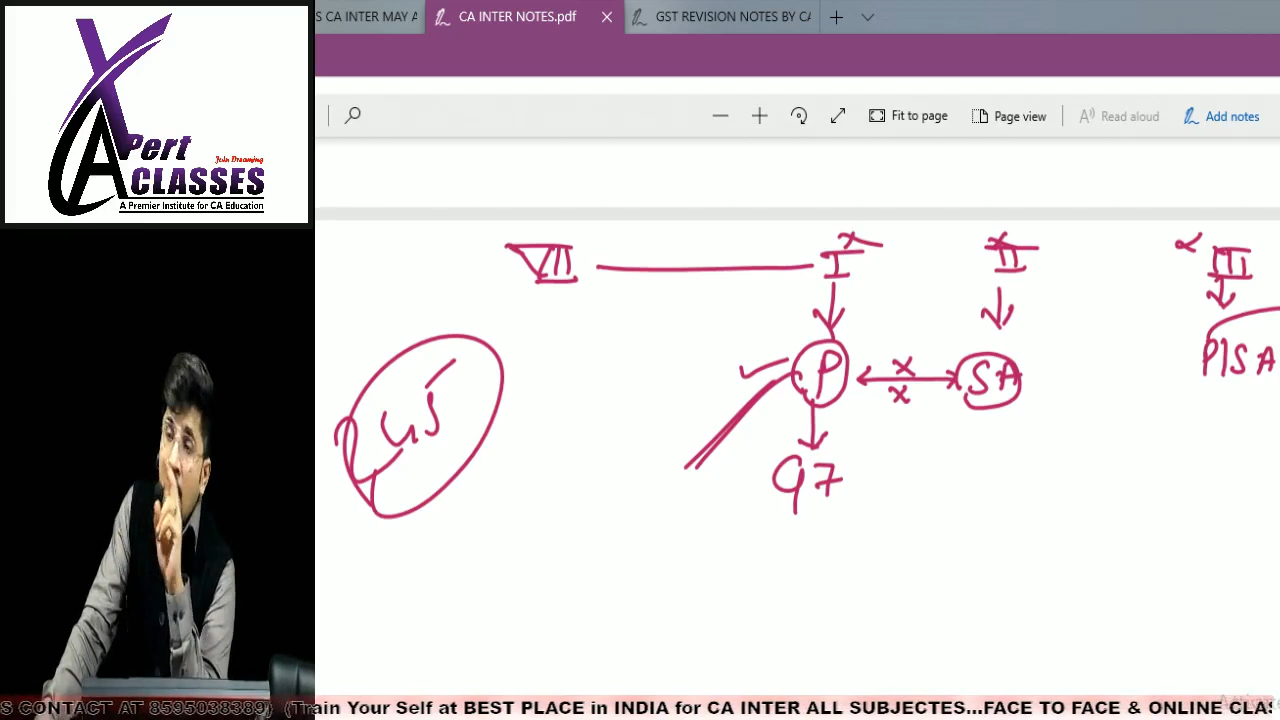 S CA INTER MAY A
CA INTER NOTES.pdf
GST REVISION NOTES BY CA
XPert
Join Dreaming
CA CLASSES
A Premier Institute for CA Education
Fit to page
Page view
Read aloud
Add notes
VII
I
II
III
P
SA
P/SA
45
97
S CONTACT AT 8595038389) (Train Your Self at BEST PLACE in INDIA for CA INTER ALL SUBJECTES...FACE TO FACE & ONLINE CLAS